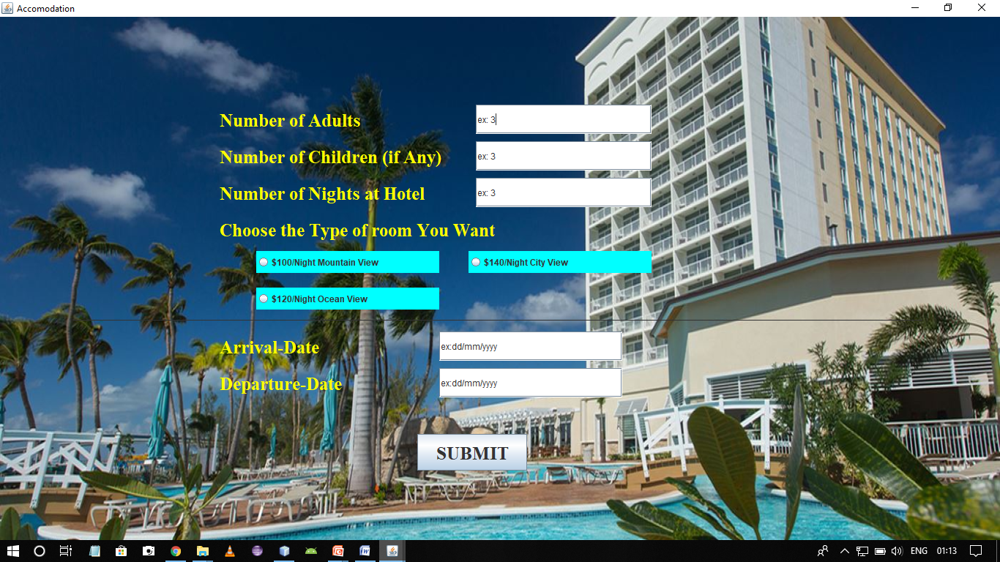 Accomodation
Number of Adults ex: 3
Number of Children (if Any) ex: 3
Number of Nights at Hotel ex: 3
Choose the Type of room You Want
$100/Night Mountain View $140/Night City View
$120/Night Ocean View
Arrival-Date ex:dd/mm/yyyy
Departure-Date ex:dd/mm/yyyy
SUBMIT
ENG 01:13